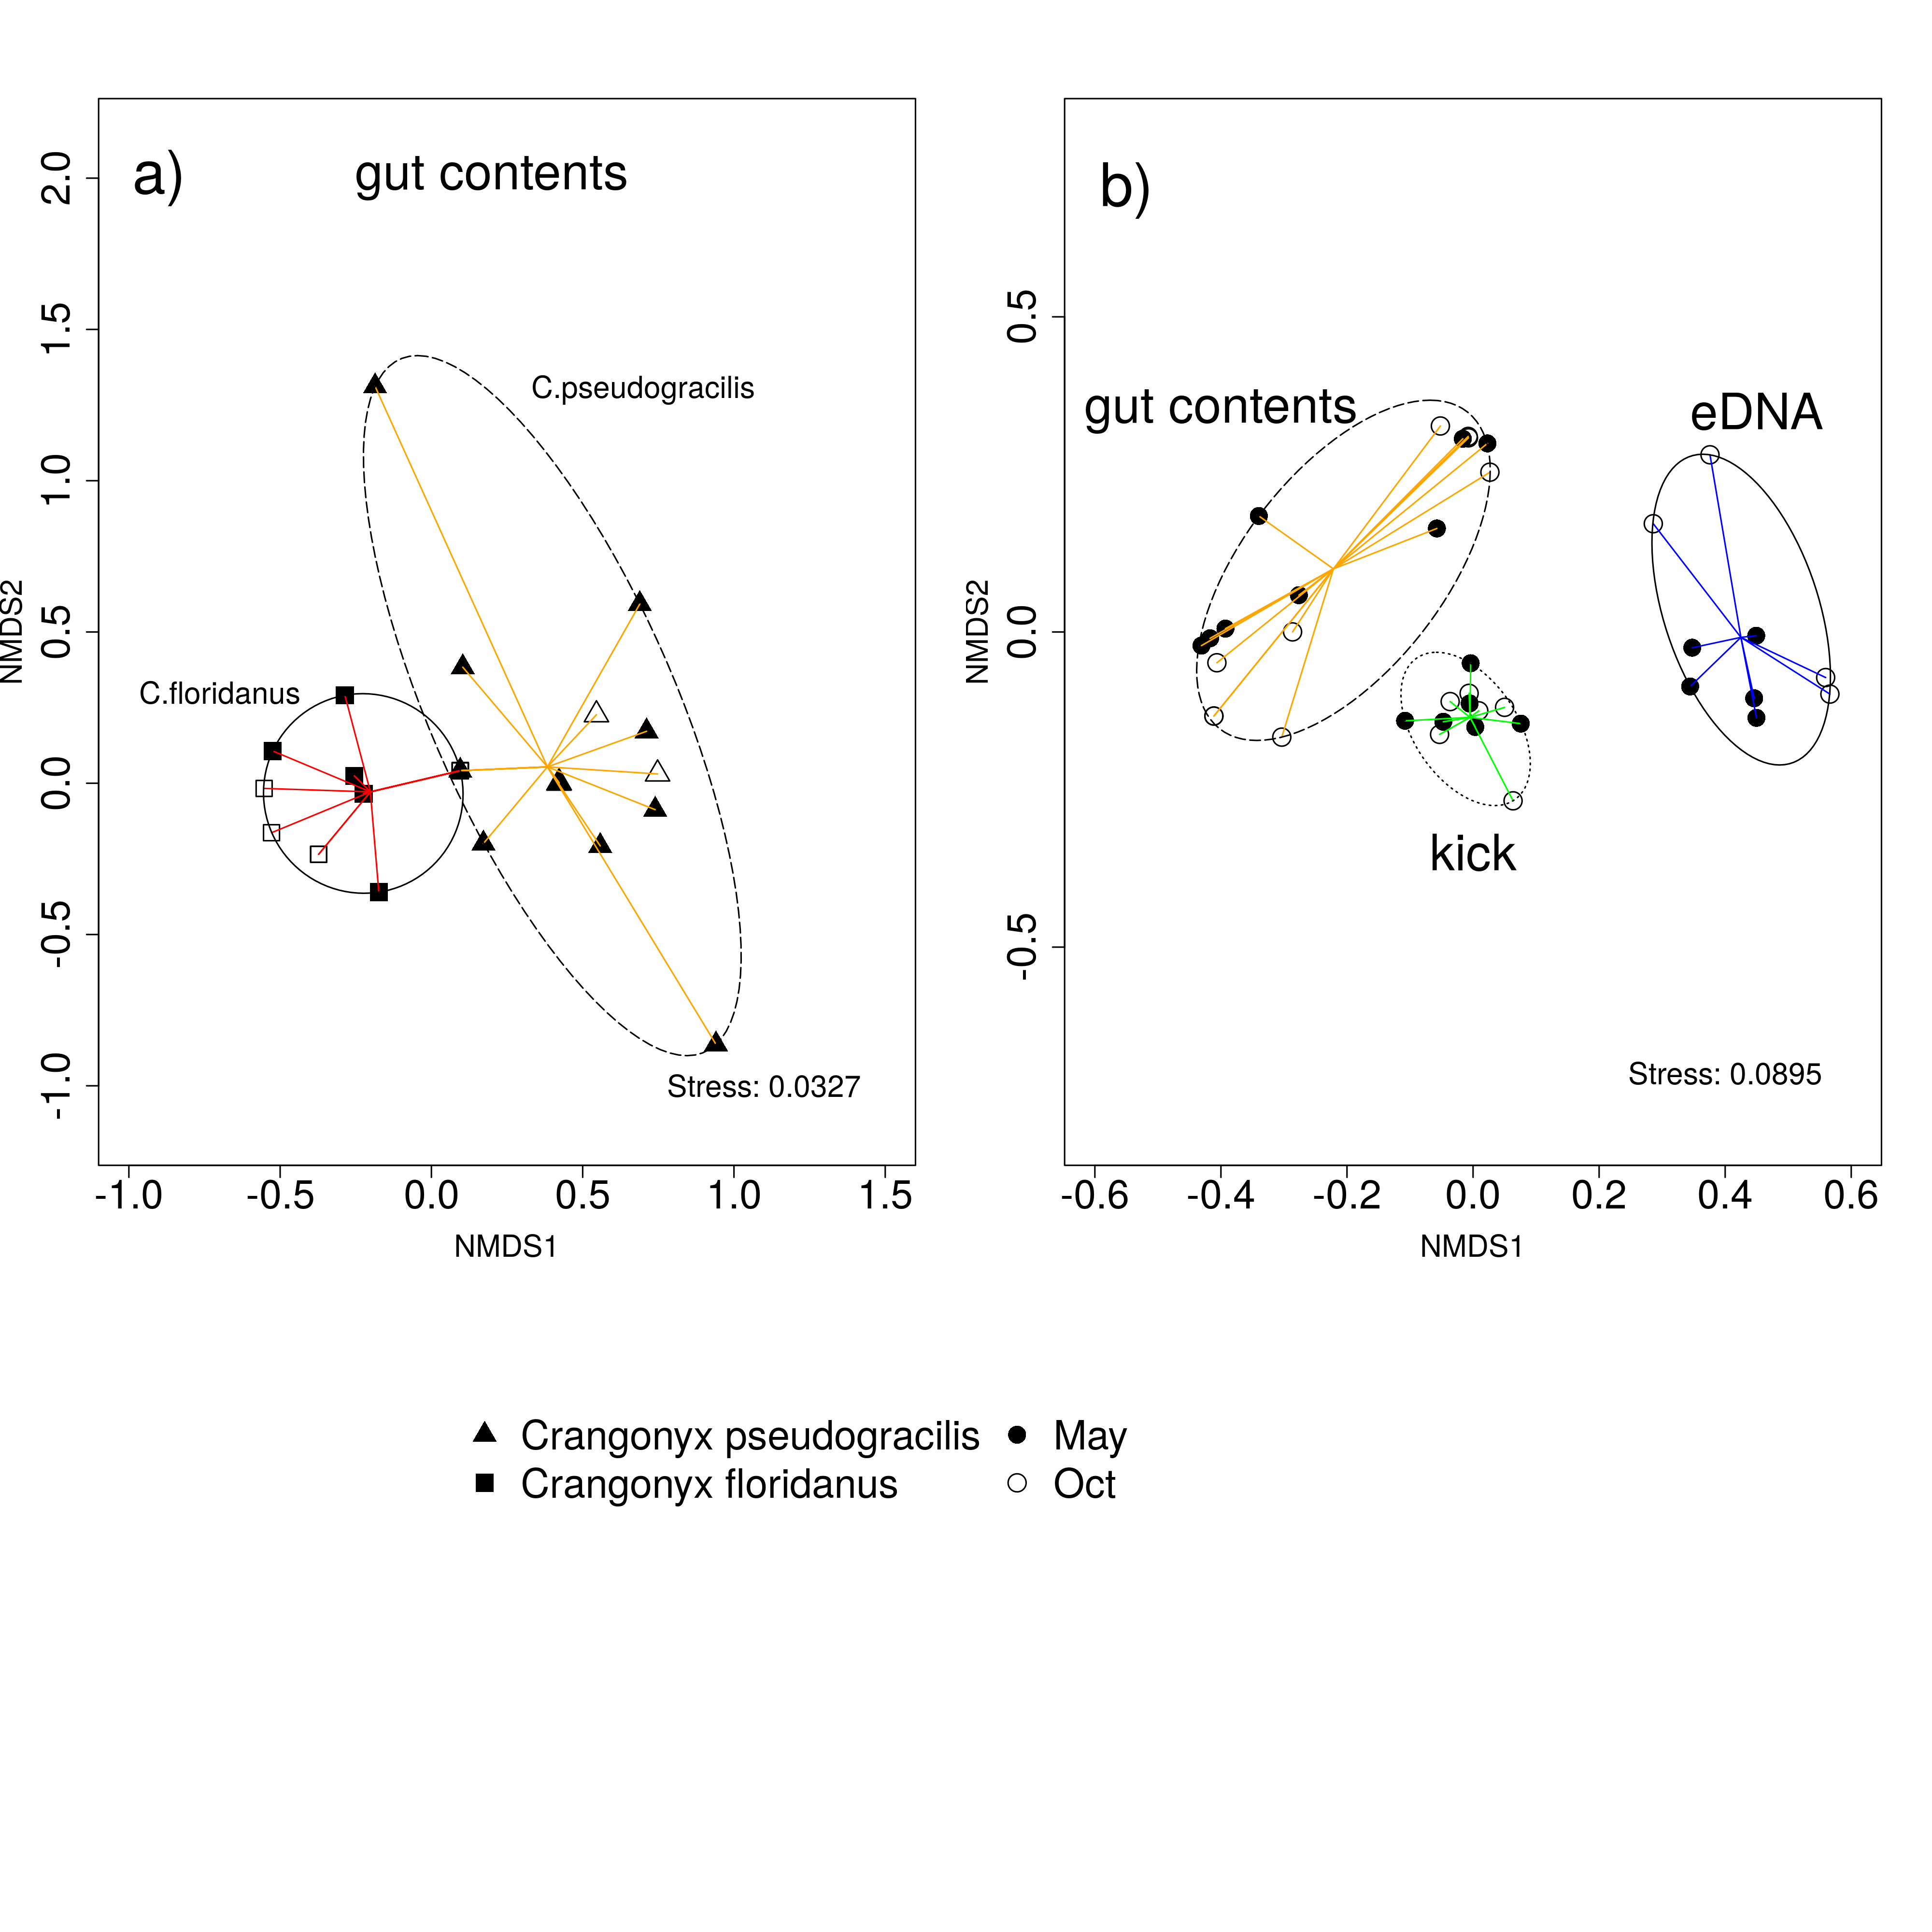 a)
gut contents
C.pseudogracilis
C.floridanus
Stress: 0.0327
2.0
1.5
1.0
0.5
0.0
-0.5
-1.0
NMDS2
-1.0 -0.5 0.0 0.5 1.0 1.5
NMDS1
b)
gut contents
eDNA
kick
Stress: 0.0895
0.5
0.0
-0.5
NMDS2
-0.6 -0.4 -0.2 0.0 0.2 0.4 0.6
NMDS1
Crangonyx pseudogracilis
Crangonyx floridanus
May
Oct